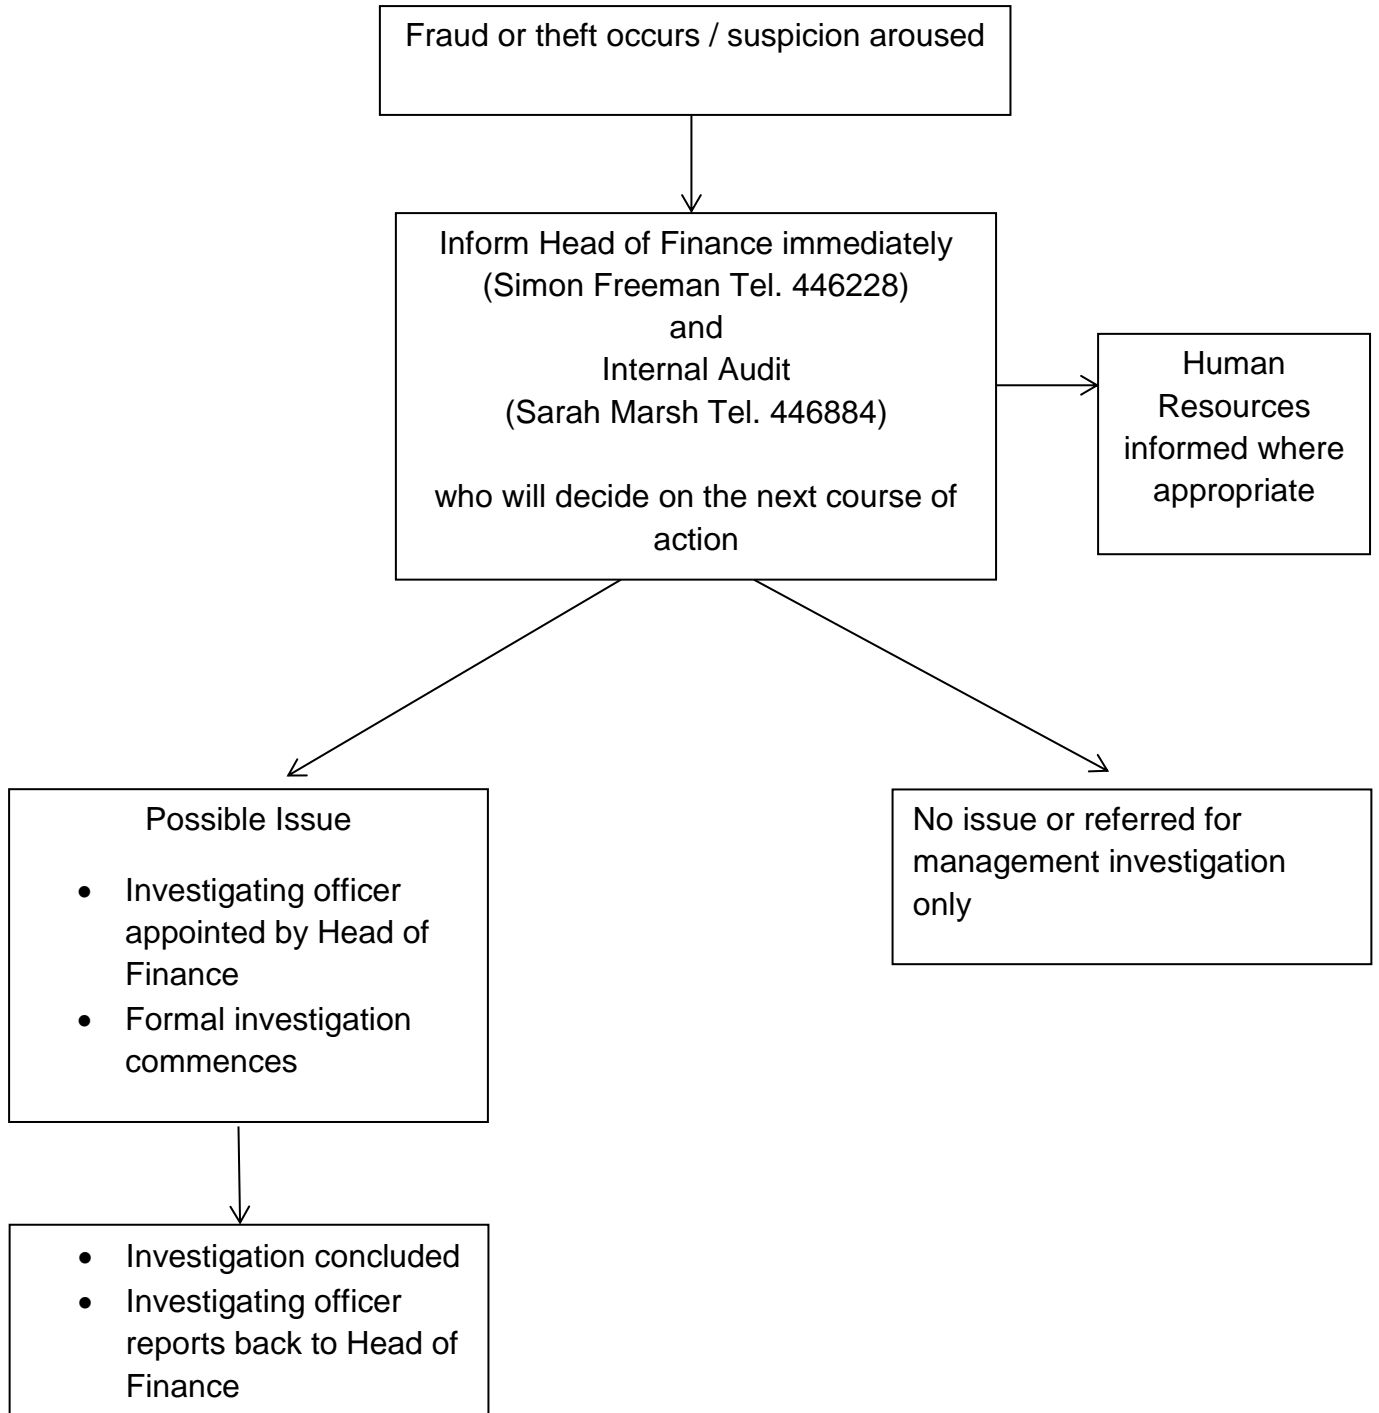 Fraud or theft occurs / suspicion aroused
Inform Head of Finance immediately
(Simon Freeman Tel. 446228)
and
Internal Audit
(Sarah Marsh Tel. 446884)
who will decide on the next course of
action
Human
Resources
informed where
appropriate
Possible Issue
• Investigating officer
appointed by Head of
Finance
• Formal investigation
commences
No issue or referred for
management investigation
only
• Investigation concluded
• Investigating officer
reports back to Head of
Finance